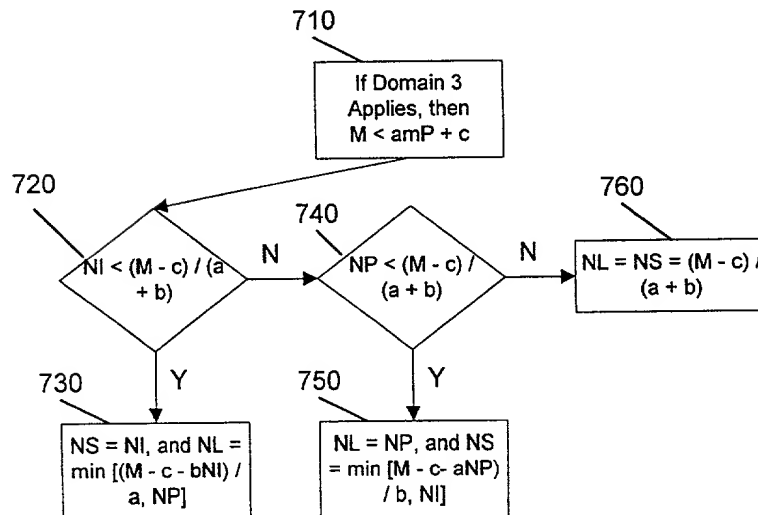 710
If Domain 3
Applies, then
M < amP + c
720
NI < (M - c) / (a
+ b)
N
740
NP < (M - c) /
(a + b)
N
760
NL = NS = (M - c) /
(a + b)
730
Y
NS = NI, and NL =
min [(M - c - bNI) /
a, NP]
750
Y
NL = NP, and NS
= min [M - c- aNP)
/ b, NI]